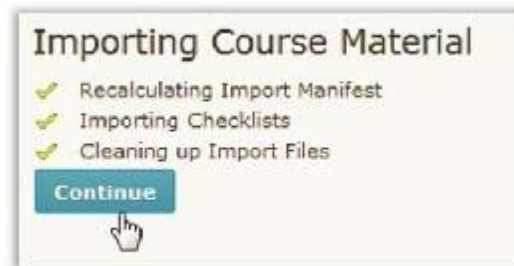 Importing Course Material
Recalculating Import Manifest
Importing Checklists
Cleaning up Import Files
Continue